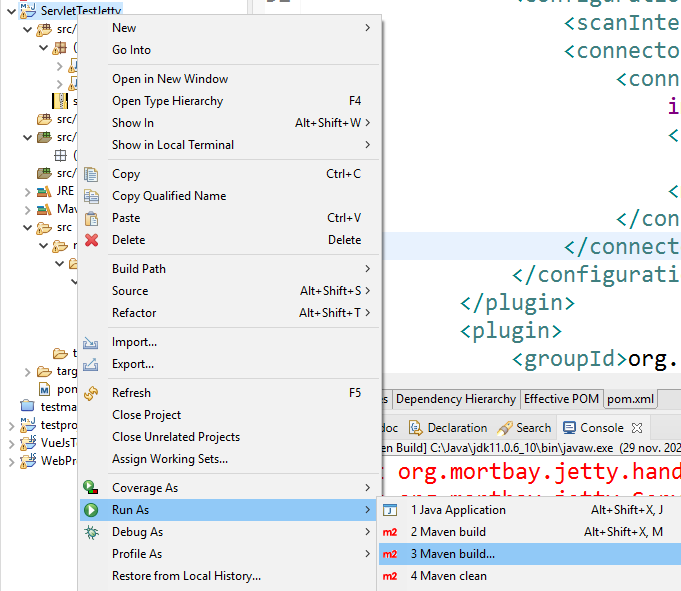 ServletTestJetty
src/
(
s
src/
src/
(
src/
JRE
Mav
src
t
targ
pon
testma
testpro
VueJsT
WebPr
New
Go Into
Open in New Window
Open Type Hierarchy F4
Show In Alt+Shift+W
Show in Local Terminal
Copy Ctrl+C
Copy Qualified Name
Paste Ctrl+V
Delete Delete
Build Path
Source Alt+Shift+S
Refactor Alt+Shift+T
Import...
Export...
Refresh F5
Close Project
Close Unrelated Projects
Assign Working Sets...
Coverage As
Run As
Debug As
Profile As
Restore from Local History...
1 Java Application Alt+Shift+X, J
2 Maven build Alt+Shift+X, M
3 Maven build...
4 Maven clean
<scanInte
<connecto
<conn
i
<
<
</con
</connect
</configurati
</plugin>
<plugin>
<groupId>org.
es Dependency Hierarchy Effective POM pom.xml
doc Declaration Search Console
en Build] C:\Java\jdk11.0.6_10\bin\javaw.exe (29 nov. 202
org.mortbay.jetty.hand